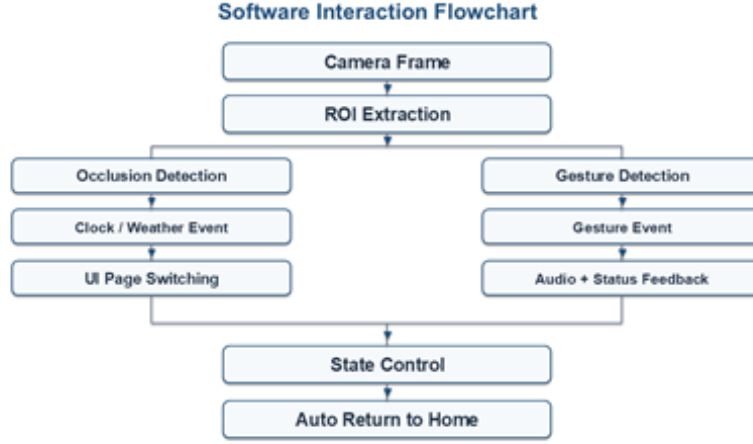 Software Interaction Flowchart
Camera Frame
ROI Extraction
Occlusion Detection
Gesture Detection
Clock / Weather Event
Gesture Event
UI Page Switching
Audio + Status Feedback
State Control
Auto Return to Home